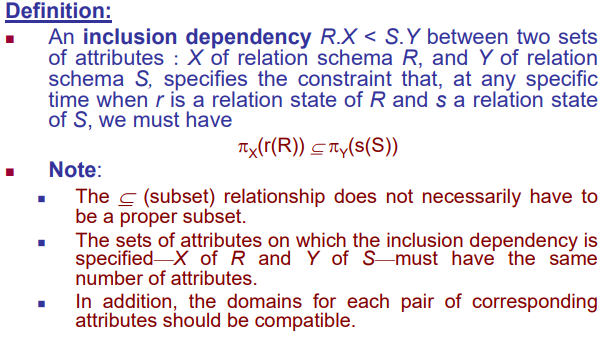 Definition:
An inclusion dependency R.X < S.Y between two sets
of attributes : X of relation schema R, and Y of relation
schema S, specifies the constraint that, at any specific
time when r is a relation state of R and s a relation state
of S, we must have
πX(r(R)) ⊆ πY(s(S))
Note:
The ⊆ (subset) relationship does not necessarily have to
be a proper subset.
The sets of attributes on which the inclusion dependency is
specified—X of R and Y of S—must have the same
number of attributes.
In addition, the domains for each pair of corresponding
attributes should be compatible.